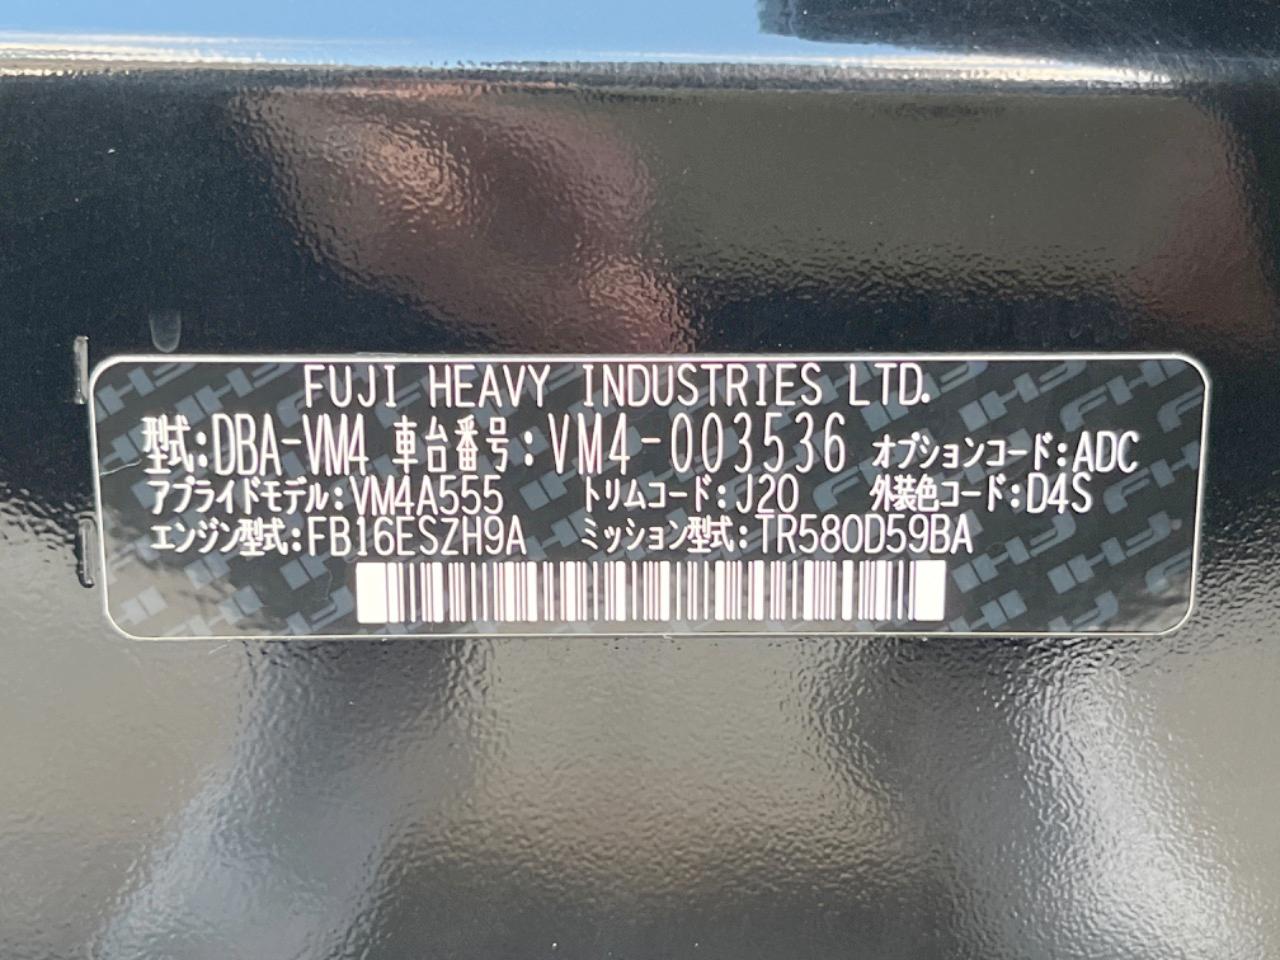 FUJI HEAVY INDUSTRIES LTD.
型式:DBA-VM4 車台番号:VM4-003536 オプションコード:ADC
アプライドモデル:VM4A555 トリムコード:J20 外装色コード:D4S
エンジン型式:FB16ESZH9A ミッション型式:TR580D59BA